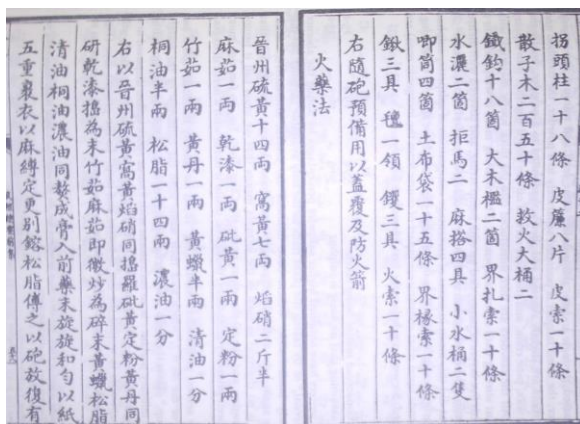 拐頭柱一十八條 皮簾八片 皮索一十條
散子木二百五十條 救火大桶二
鐵鈎十八箇 大木檻二箇 界扎索一十條
水濃二箇 拒馬二 麻搭四具 小水桶二隻
唧筒四箇 土布袋一十五條 界椽索一十條
鍬三具 氊一領 钁三具 火索一十條
右隨砲預備用以蓋覆及防火箭
火藥法
晉州硫黃十四兩 窩黃七兩 焰硝二斤半
麻茹一兩 乾漆一兩 砒黃一兩 定粉一兩
竹茹一兩 黃丹一兩 黃蠟半兩 清油一分
桐油半兩 松脂一十四兩 濃油一分
右以晉州硫黃窩黃焰硝同搗羅砒黃定粉黃丹同
研乾漆搗為末竹茹麻茹即微炒為碎末黃蠟松脂
清油桐油濃油同熬成膏入前藥末旋旋和勻以紙
五重裹衣以麻縛定更別鎔松脂傅之以砲放復有